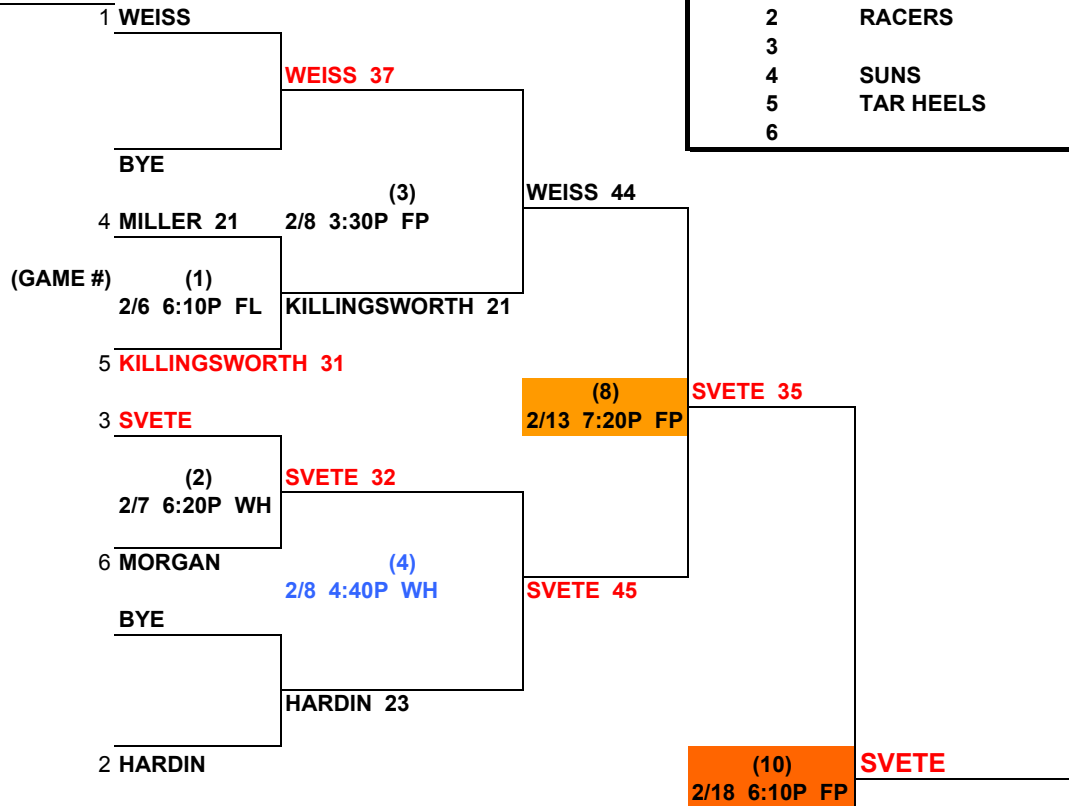 1 WEISS
2 RACERS
3
WEISS 37
4 SUNS
5 TAR HEELS
6
BYE
(3)
WEISS 44
4 MILLER 21
2/8 3:30P FP
(GAME #)
(1)
2/6 6:10P FL
KILLINGSWORTH 21
5 KILLINGSWORTH 31
(8)
SVETE 35
3 SVETE
2/13 7:20P FP
(2)
SVETE 32
2/7 6:20P WH
6 MORGAN
(4)
2/8 4:40P WH
SVETE 45
BYE
HARDIN 23
2 HARDIN
(10)
SVETE
2/18 6:10P FP